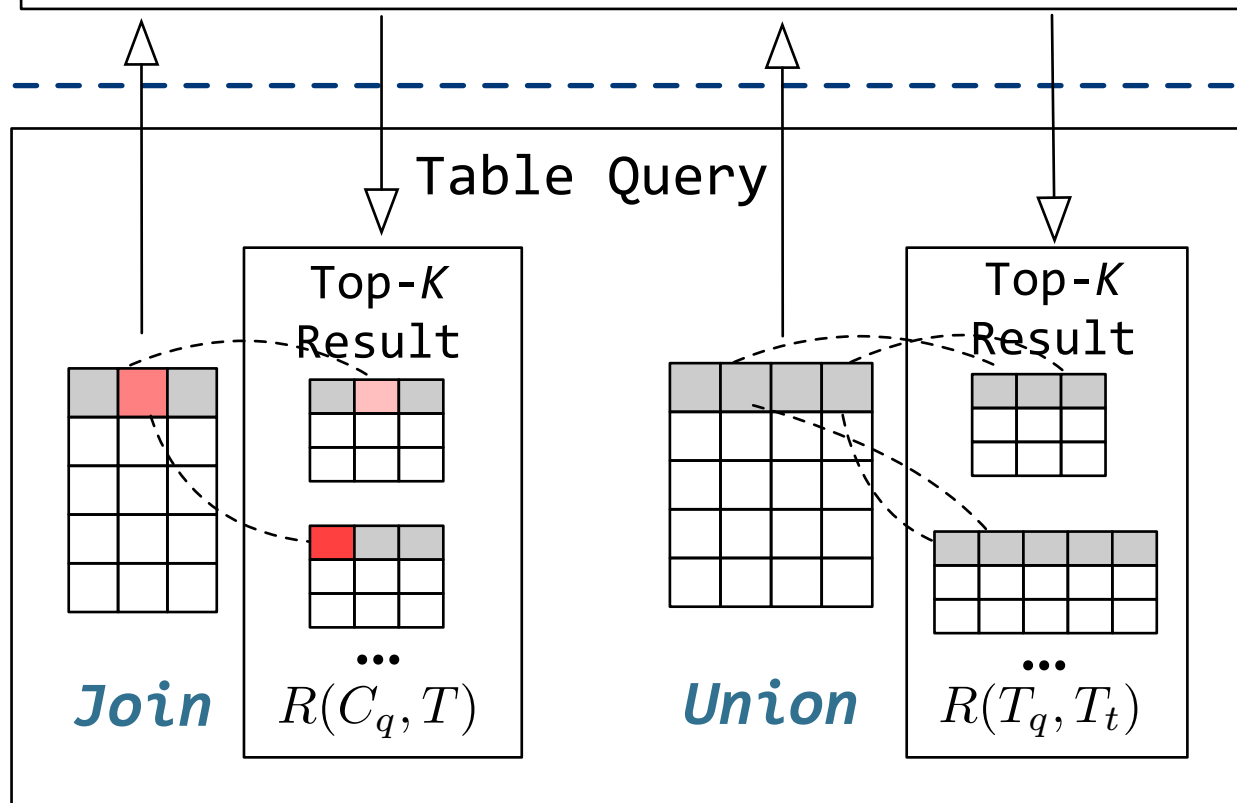 Table Query
Top-K
Result
...
Join
R(C_q, T)
Top-K
Result
...
Union
R(T_q, T_t)